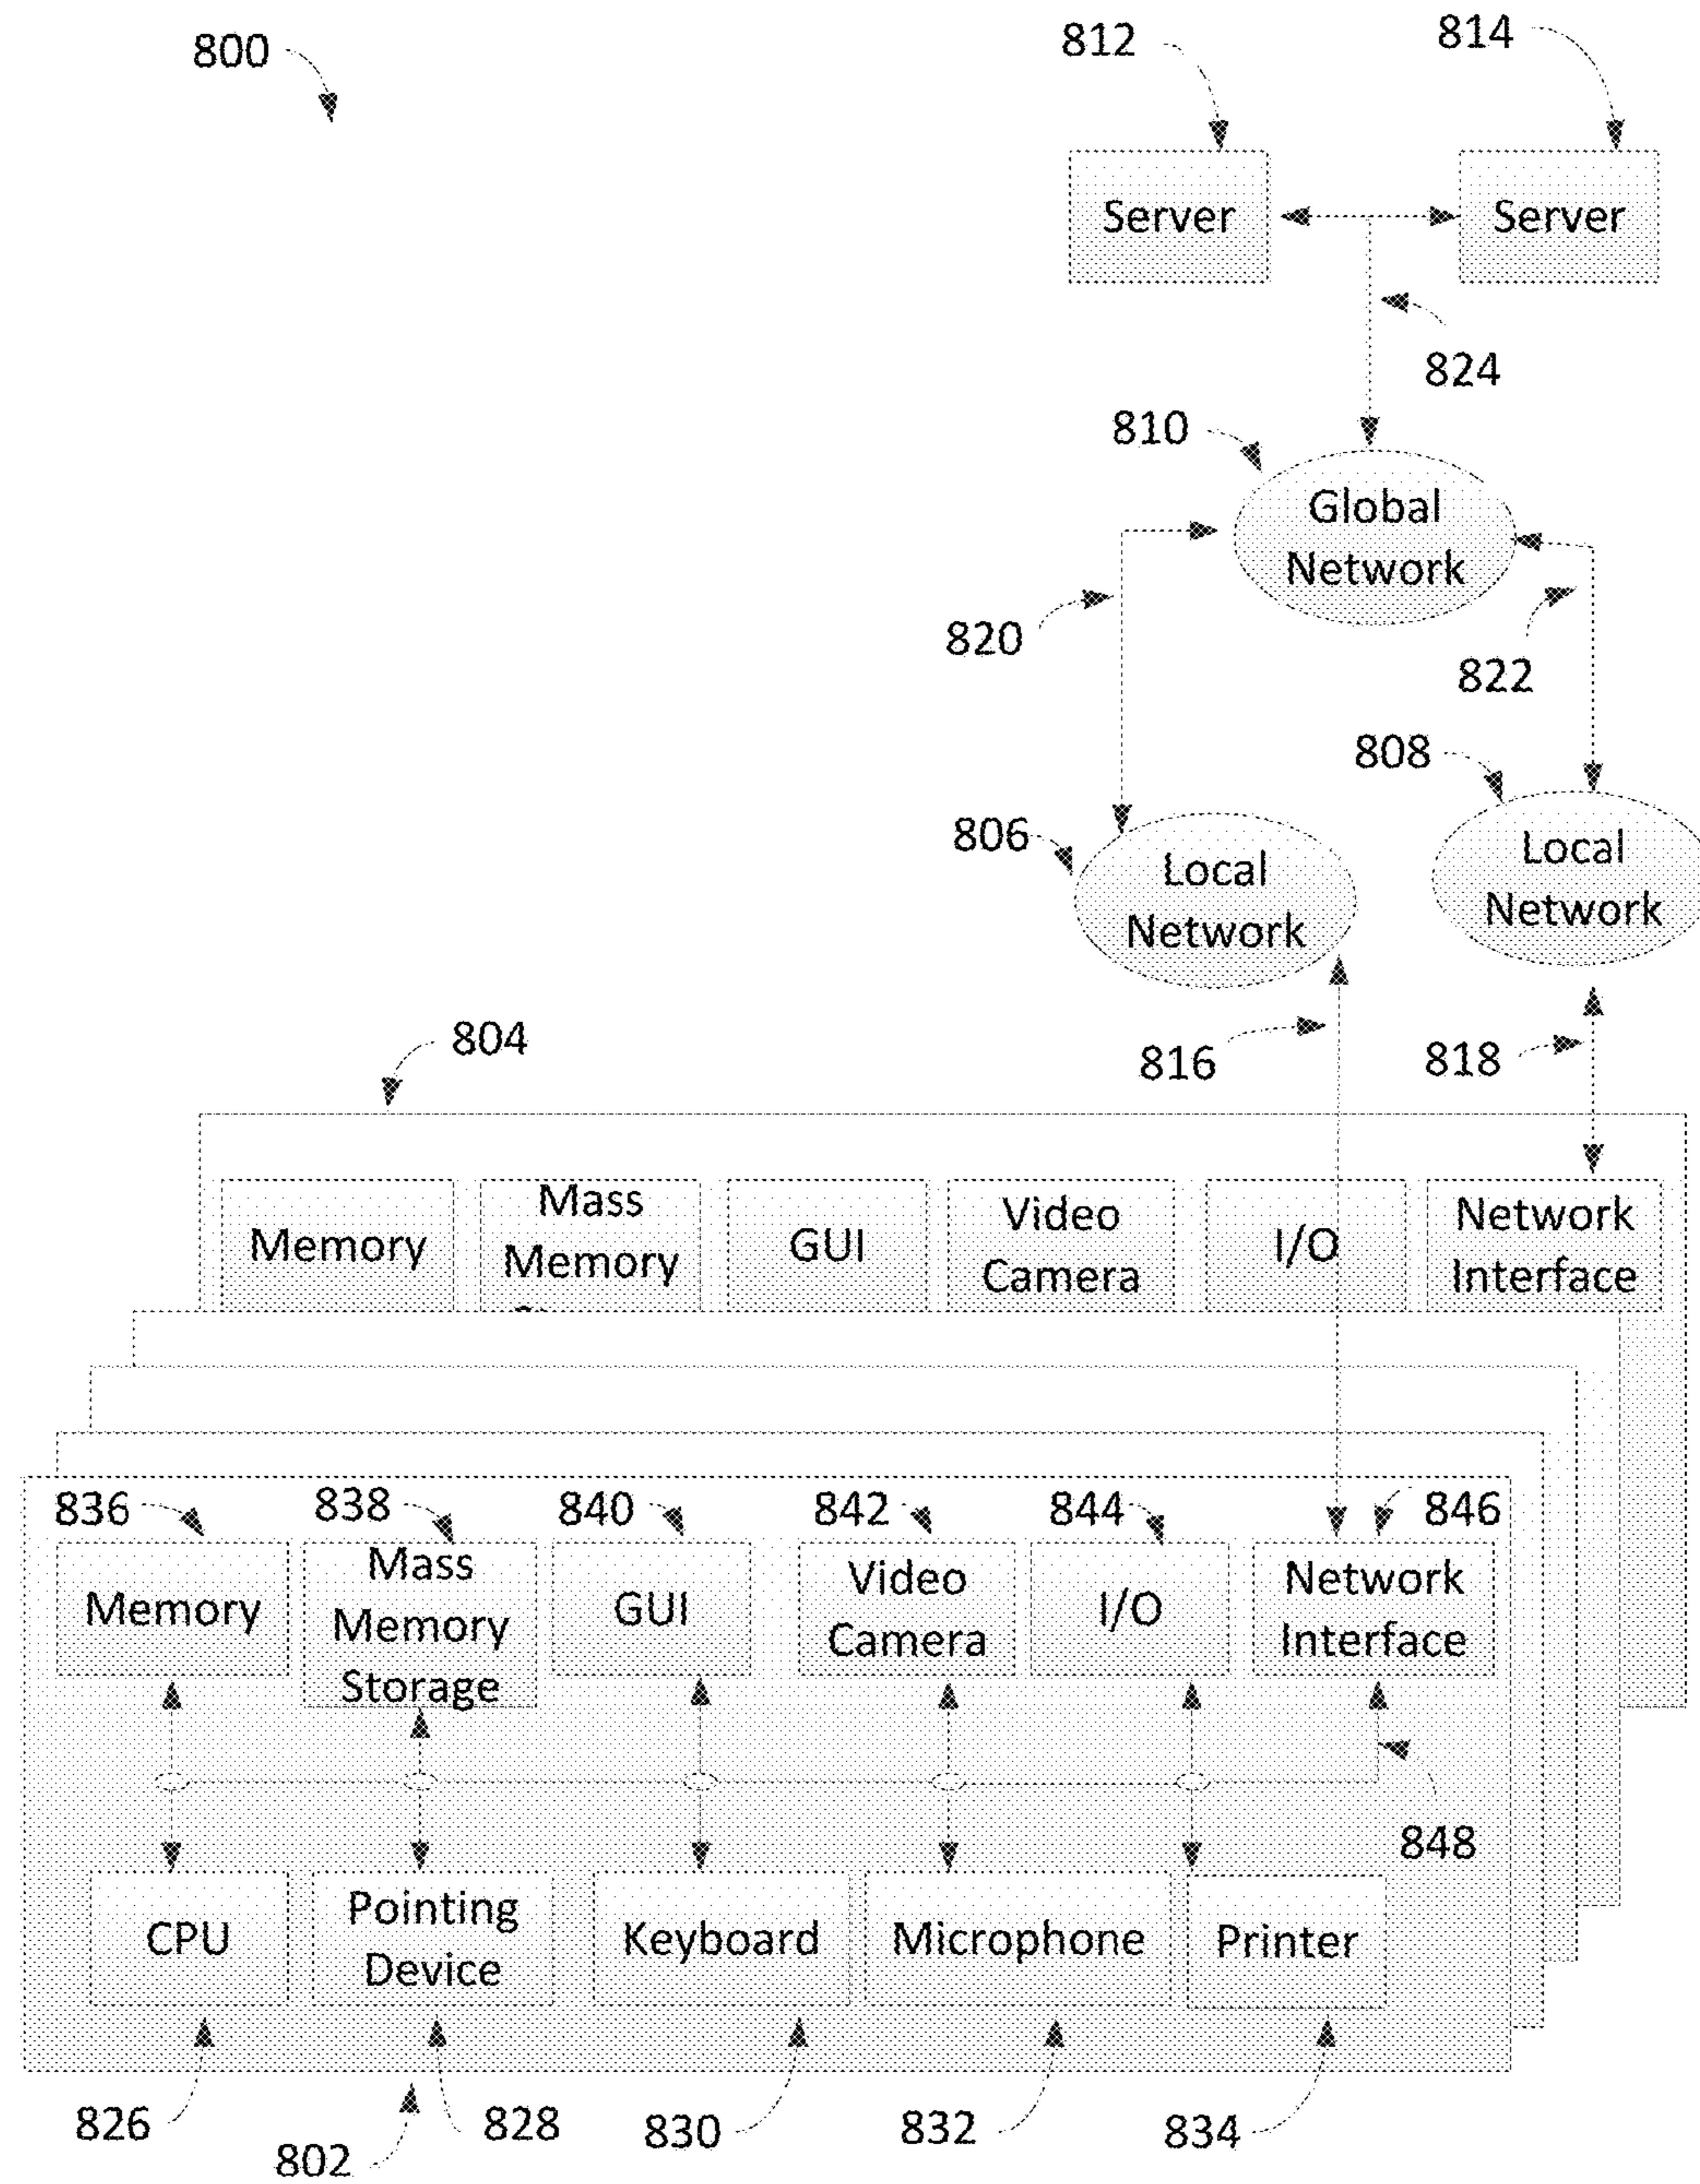 800
812
814
Server
Server
824
810
Global
Network
820
822
808
806
Local
Network
Local
Network
804
816
818
Memory
Mass
Memory
GUI
Video
Camera
I/O
Network
Interface
836
838
840
842
844
846
Memory
Mass
Memory
Storage
GUI
Video
Camera
I/O
Network
Interface
848
CPU
Pointing
Device
Keyboard
Microphone
Printer
826
802
828
830
832
834